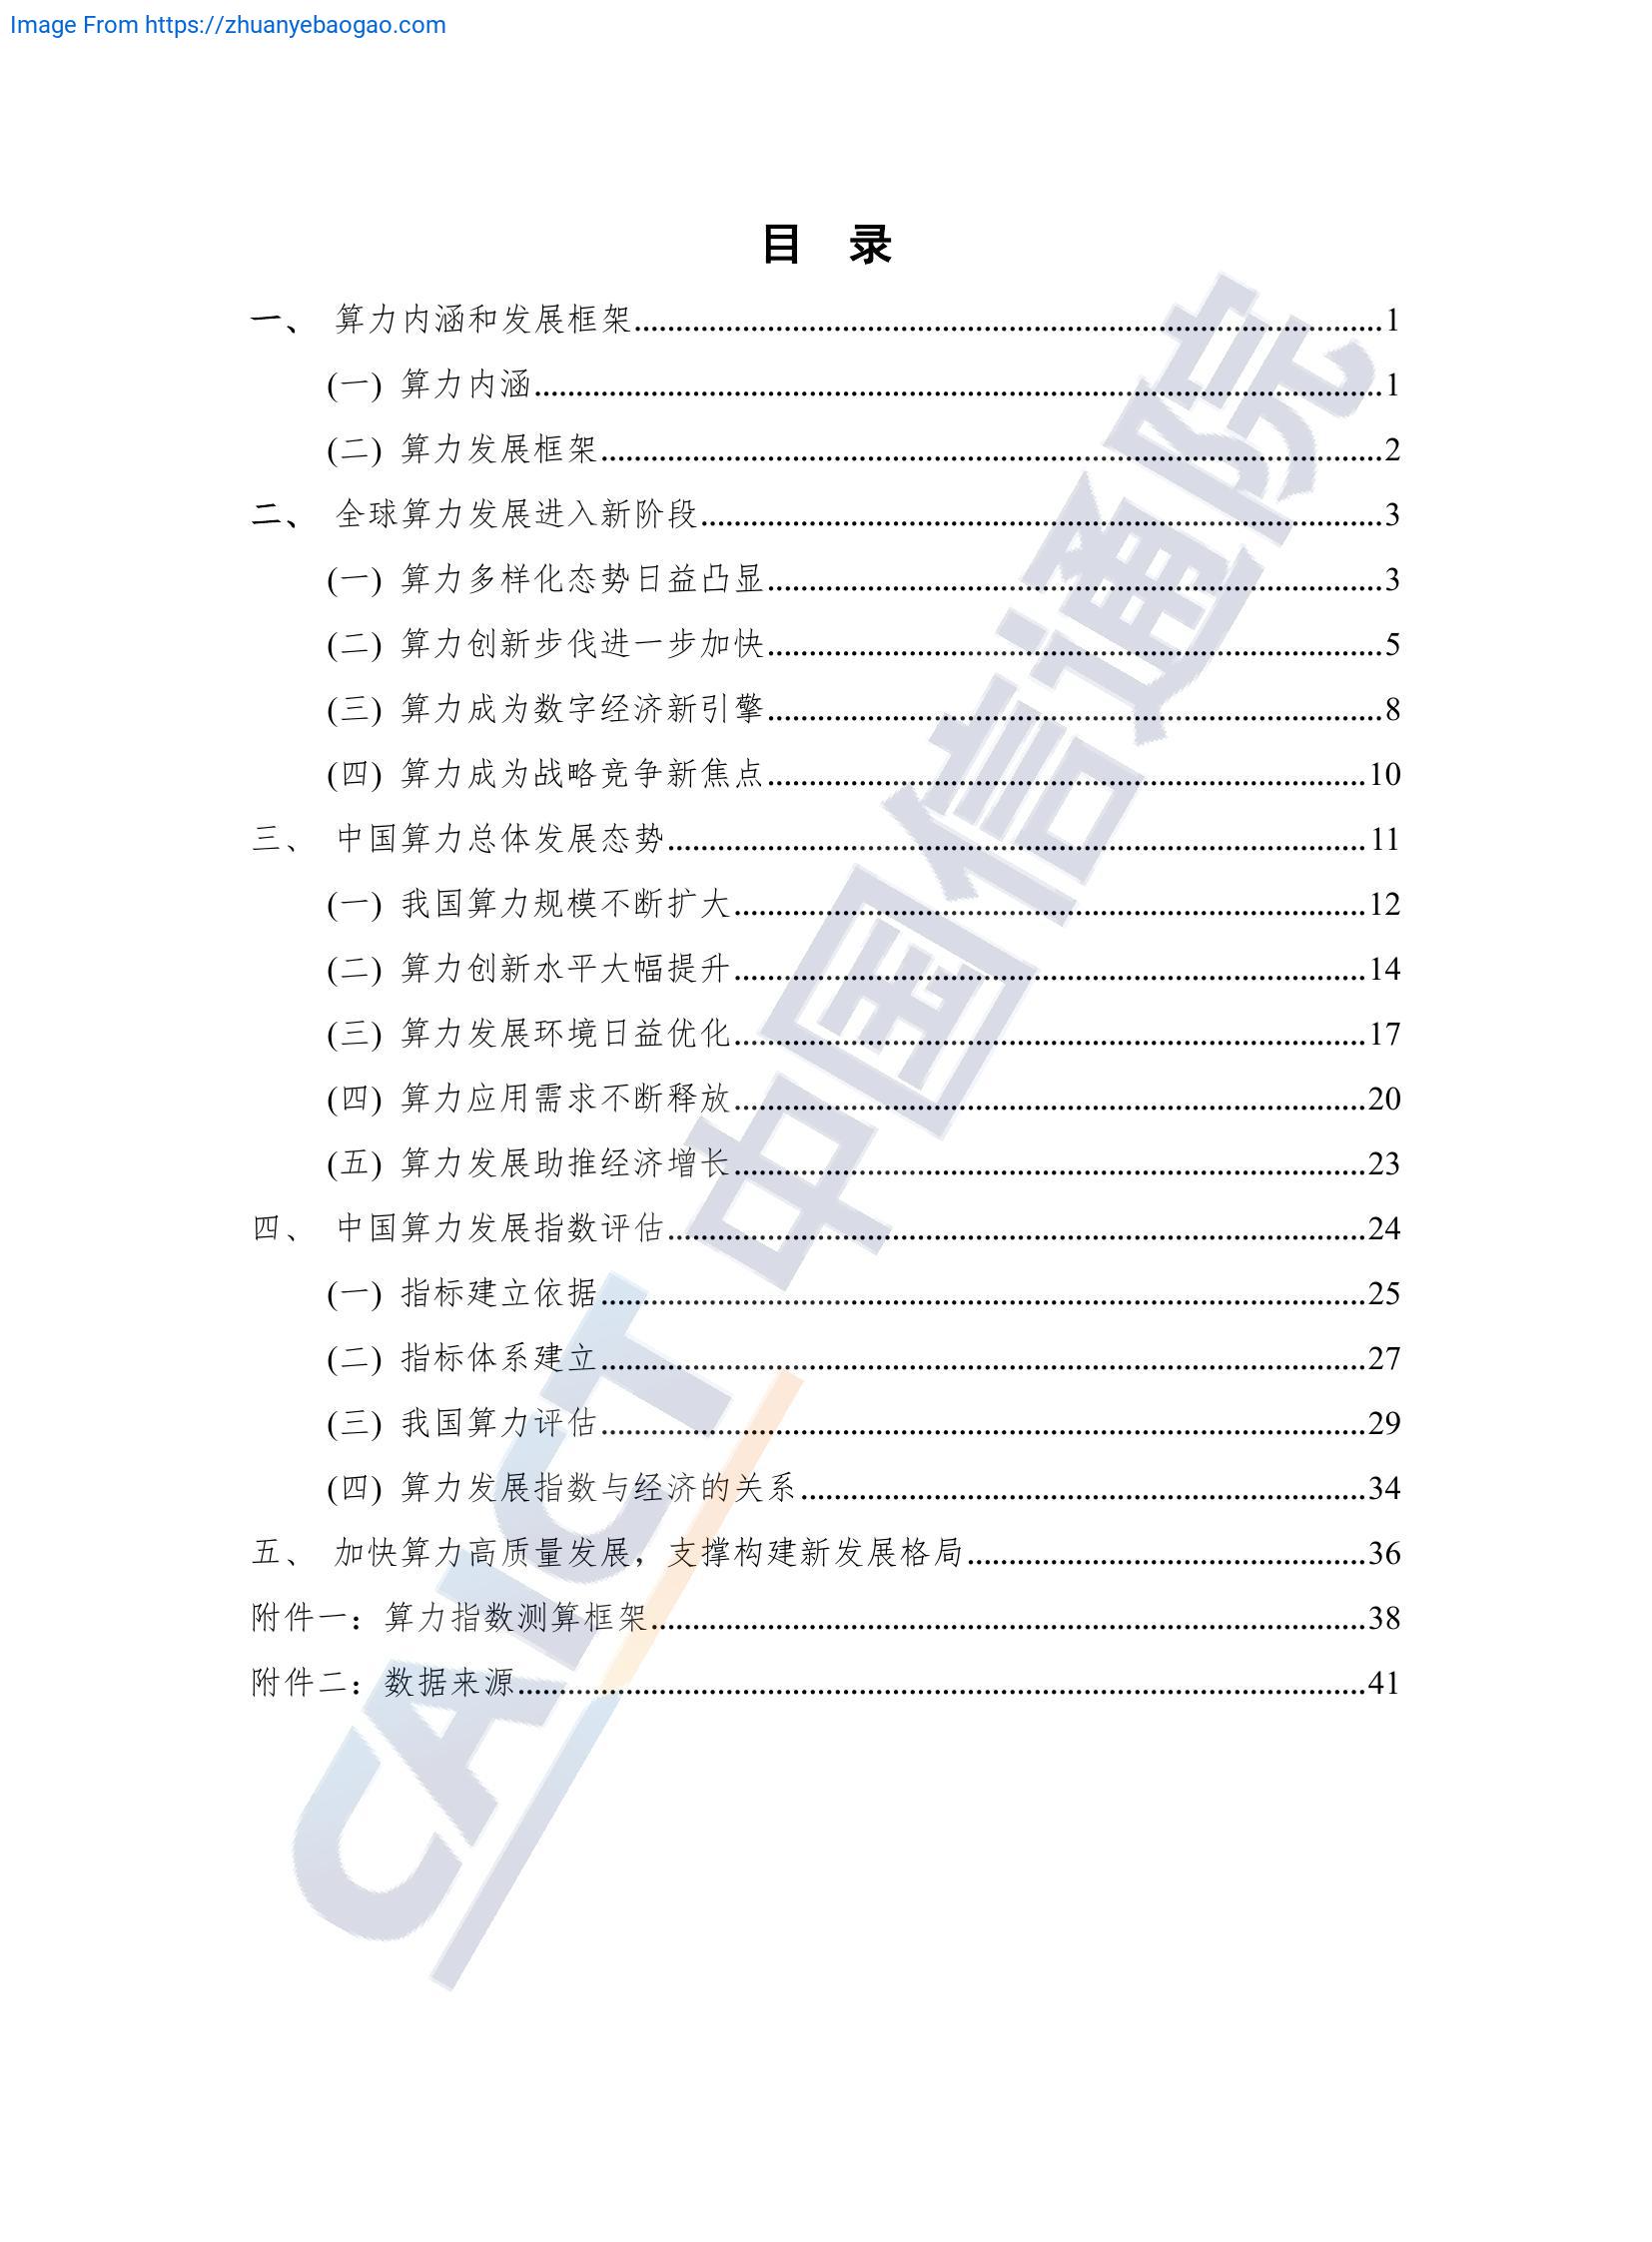 Image From https://zhuanyebaogao.com
目 录
一、 算力内涵和发展框架 1
(一) 算力内涵 1
(二) 算力发展框架 2
二、 全球算力发展进入新阶段 3
(一) 算力多样化态势日益凸显 3
(二) 算力创新步伐进一步加快 5
(三) 算力成为数字经济新引擎 8
(四) 算力成为战略竞争新焦点 10
三、 中国算力总体发展态势 11
(一) 我国算力规模不断扩大 12
(二) 算力创新水平大幅提升 14
(三) 算力发展环境日益优化 17
(四) 算力应用需求不断释放 20
(五) 算力发展助推经济增长 23
四、 中国算力发展指数评估 24
(一) 指标建立依据 25
(二) 指标体系建立 27
(三) 我国算力评估 29
(四) 算力发展指数与经济的关系 34
五、 加快算力高质量发展，支撑构建新发展格局 36
附件一：算力指数测算框架 38
附件二：数据来源 41
CAICT 中国信通院